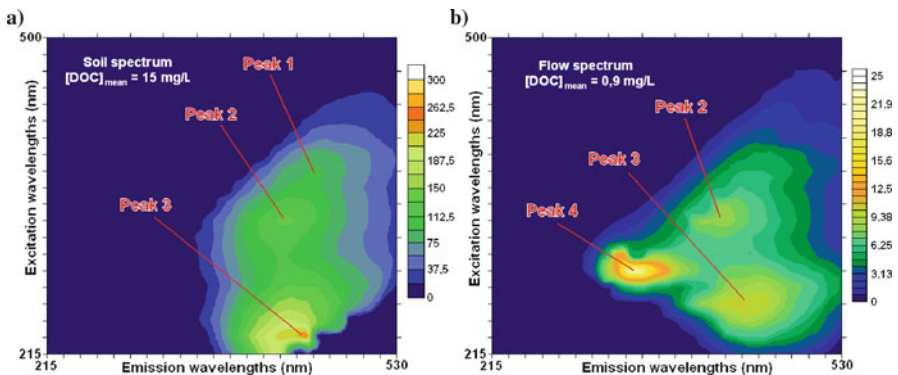 a)
500
Soil spectrum
[DOC]mean = 15 mg/L
Peak 1
Peak 2
Peak 3
Excitation wavelengths (nm)
215
215
Emission wavelengths (nm)
530
300
262,5
225
187,5
150
112,5
75
37,5
0
b)
500
Flow spectrum
[DOC]mean = 0,9 mg/L
Peak 2
Peak 3
Peak 4
Excitation wavelengths (nm)
215
215
Emission wavelengths (nm)
530
25
21.9
18.8
15.6
12.5
9.38
6.25
3.13
0